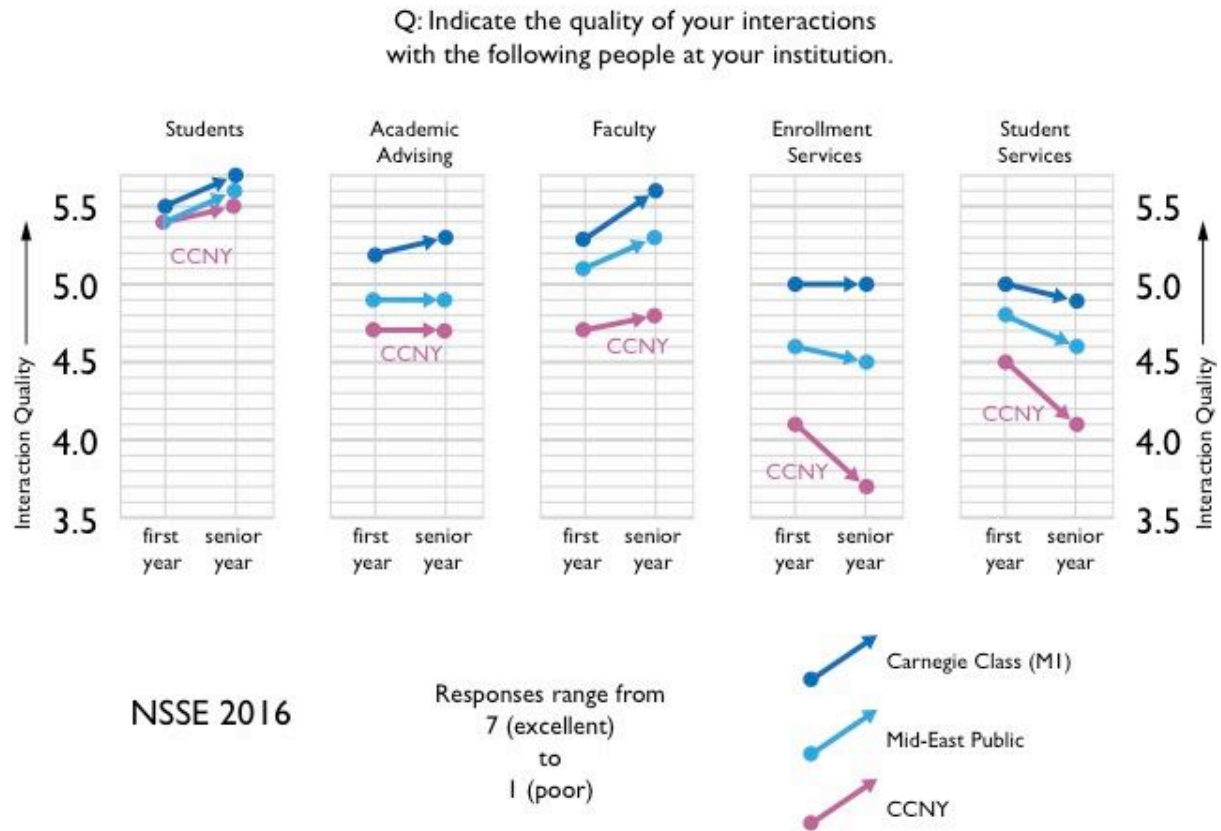 Q: Indicate the quality of your interactions
with the following people at your institution.
Students
Academic
Advising
Faculty
Enrollment
Services
Student
Services
Interaction Quality
5.5
5.0
4.5
4.0
3.5
CCNY
CCNY
CCNY
CCNY
CCNY
5.5
5.0
4.5
4.0
3.5
Interaction Quality
first
year
senior
year
first
year
senior
year
first
year
senior
year
first
year
senior
year
first
year
senior
year
NSSE 2016
Responses range from
7 (excellent)
to
1 (poor)
Carnegie Class (M1)
Mid-East Public
CCNY